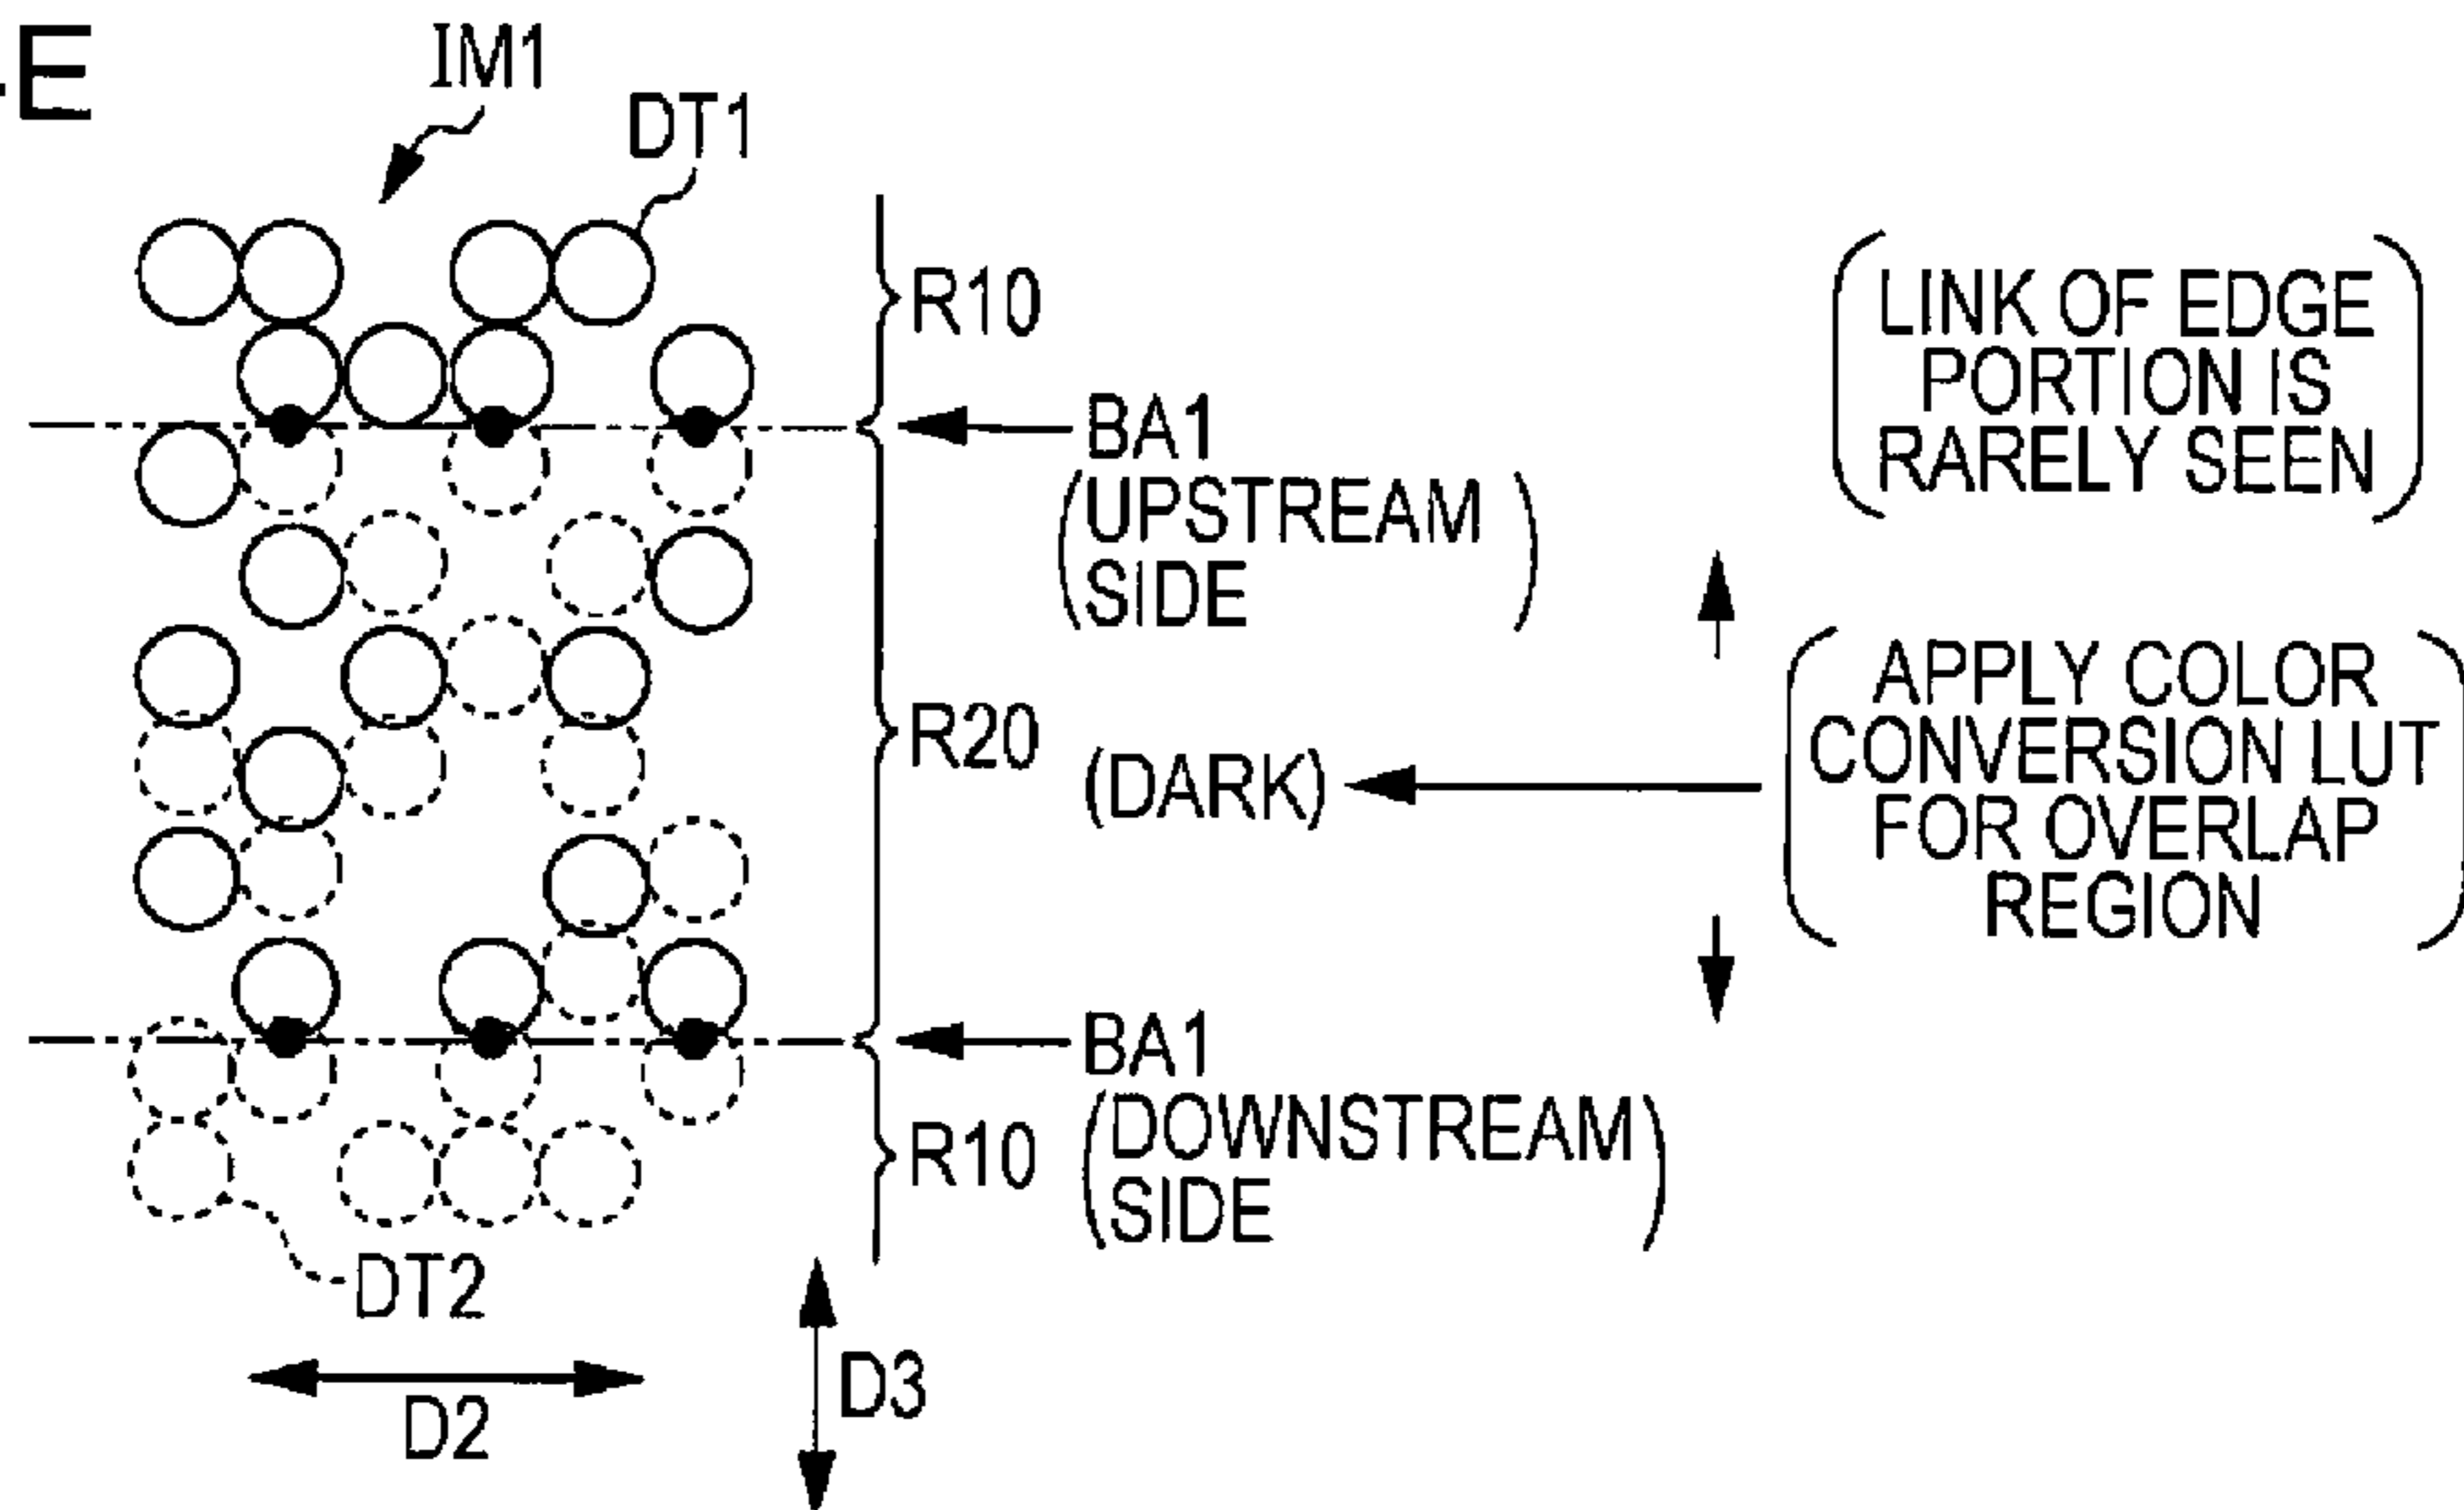 E
IM1
DT1
R10
BA1
(UPSTREAM
SIDE)
(LINK OF EDGE
PORTION IS
RARELY SEEN)
R20
(DARK)
(APPLY COLOR
CONVERSION LUT
FOR OVERLAP
REGION)
BA1
(DOWNSTREAM
SIDE)
R10
DT2
D2
D3